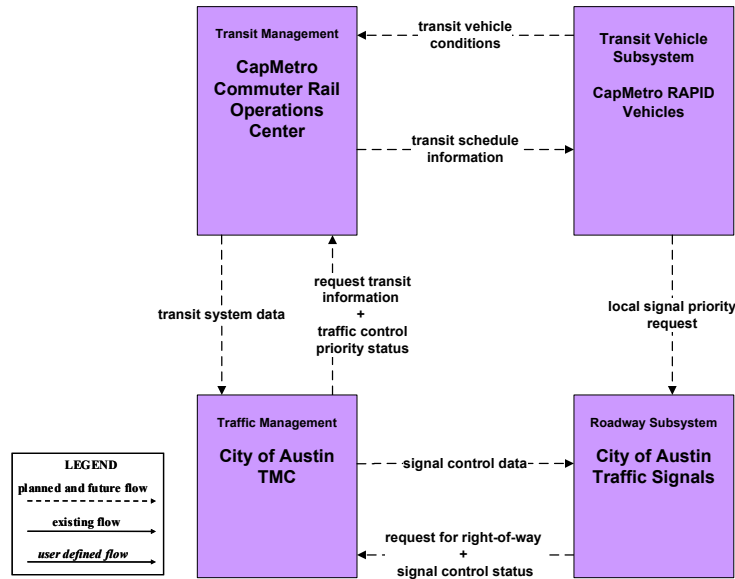 Transit Management
CapMetro
Commuter Rail
Operations
Center
transit vehicle
conditions
Transit Vehicle
Subsystem
CapMetro RAPID
Vehicles
transit schedule
information
request transit
information
+
traffic control
priority status
transit system data
local signal priority
request
Traffic Management
City of Austin
TMC
signal control data
Roadway Subsystem
City of Austin
Traffic Signals
request for right-of-way
+
signal control status
LEGEND
planned and future flow
existing flow
user defined flow